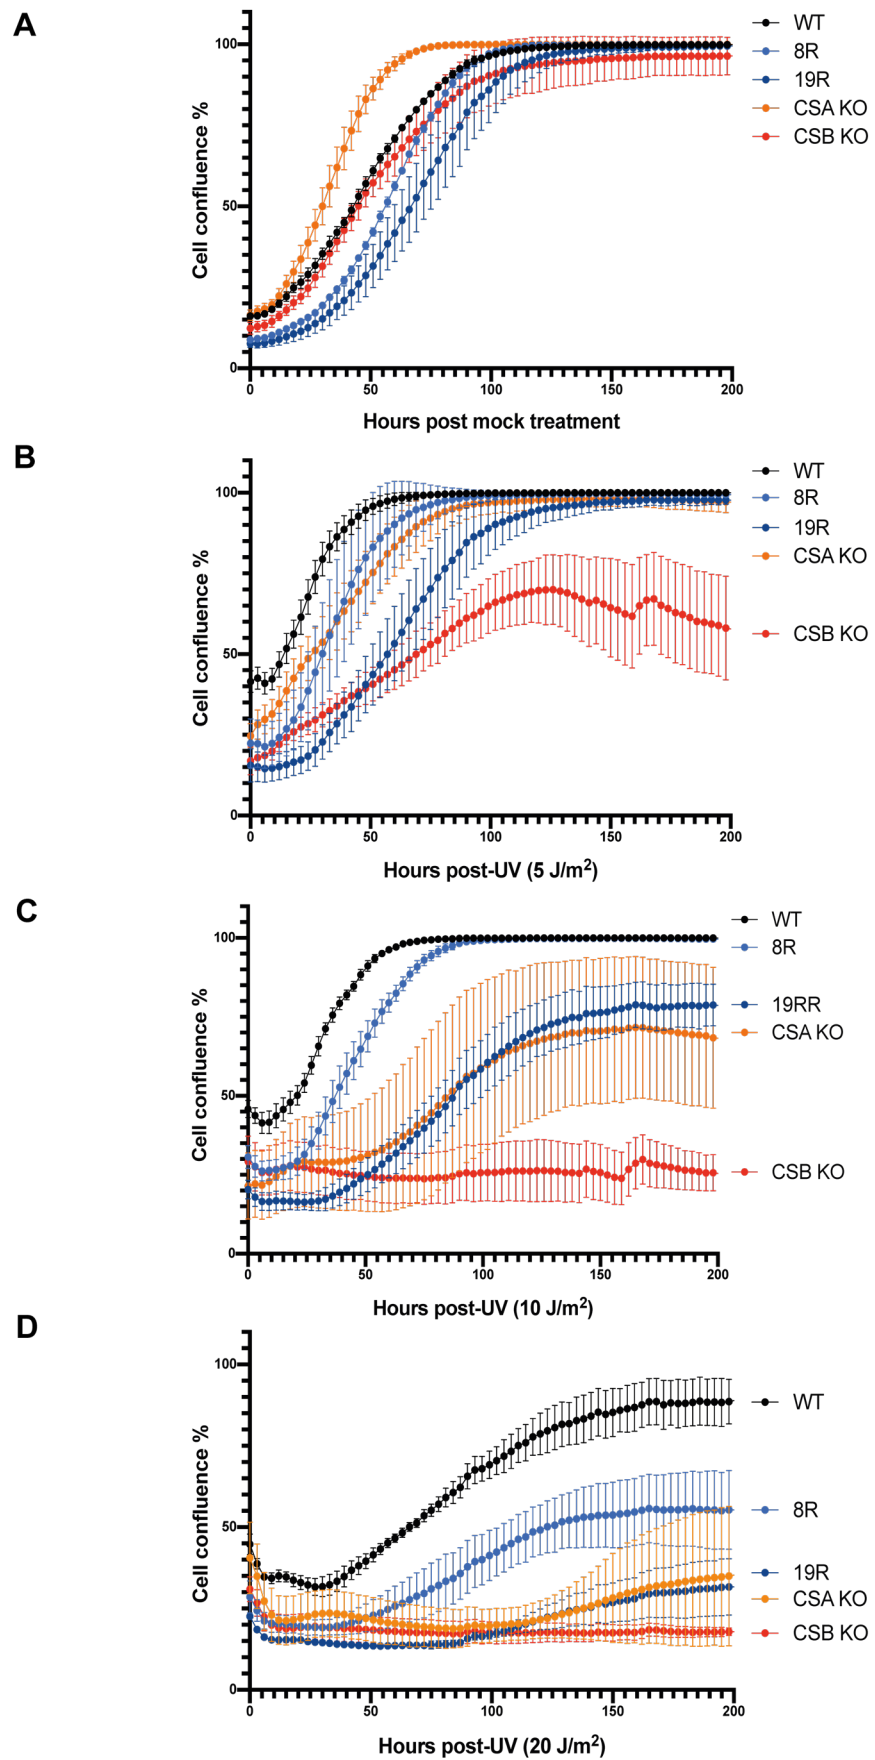 A
Cell confluence %
100
50
0
0 50 100 150 200
Hours post mock treatment
WT
8R
19R
CSA KO
CSB KO
B
Cell confluence %
100
50
0
0 50 100 150 200
Hours post-UV (5 J/m²)
WT
8R
19R
CSA KO
CSB KO
C
Cell confluence %
100
50
0
0 50 100 150 200
Hours post-UV (10 J/m²)
WT
8R
19RR
CSA KO
CSB KO
D
Cell confluence %
100
50
0
0 50 100 150 200
Hours post-UV (20 J/m²)
WT
8R
19R
CSA KO
CSB KO